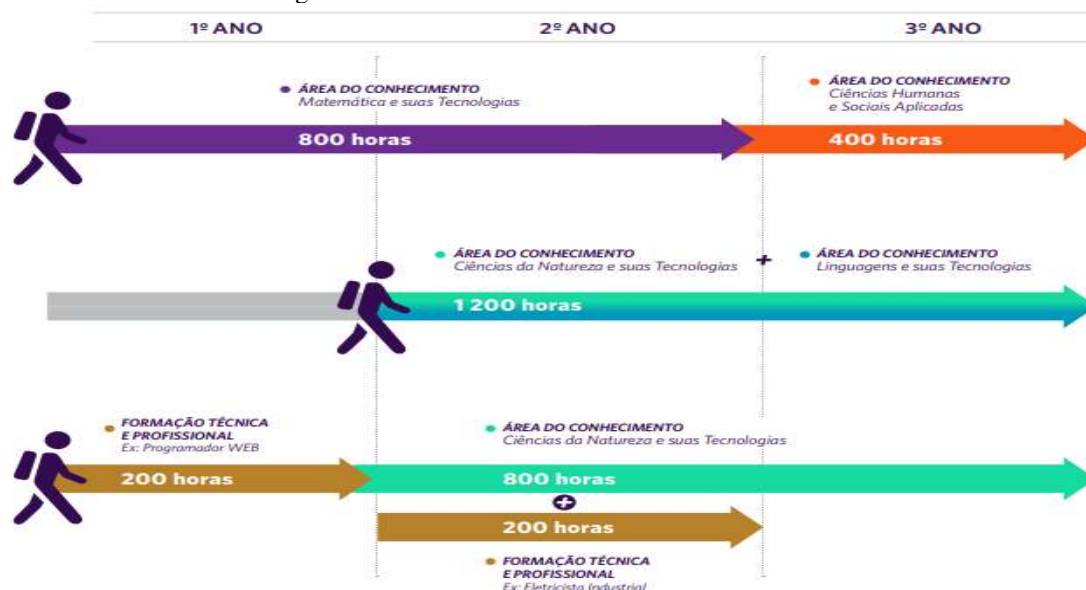 1º ANO
2º ANO
3º ANO
ÁREA DO CONHECIMENTO
Matemática e suas Tecnologias
800 horas
ÁREA DO CONHECIMENTO
Ciências Humanas
e Sociais Aplicadas
400 horas
ÁREA DO CONHECIMENTO
Ciências da Natureza e suas Tecnologias
+
ÁREA DO CONHECIMENTO
Linguagens e suas Tecnologias
1 200 horas
FORMAÇÃO TÉCNICA
E PROFISSIONAL
Ex: Programador WEB
200 horas
ÁREA DO CONHECIMENTO
Ciências da Natureza e suas Tecnologias
800 horas
+
200 horas
FORMAÇÃO TÉCNICA
E PROFISSIONAL
Ex: Eletricista Industrial